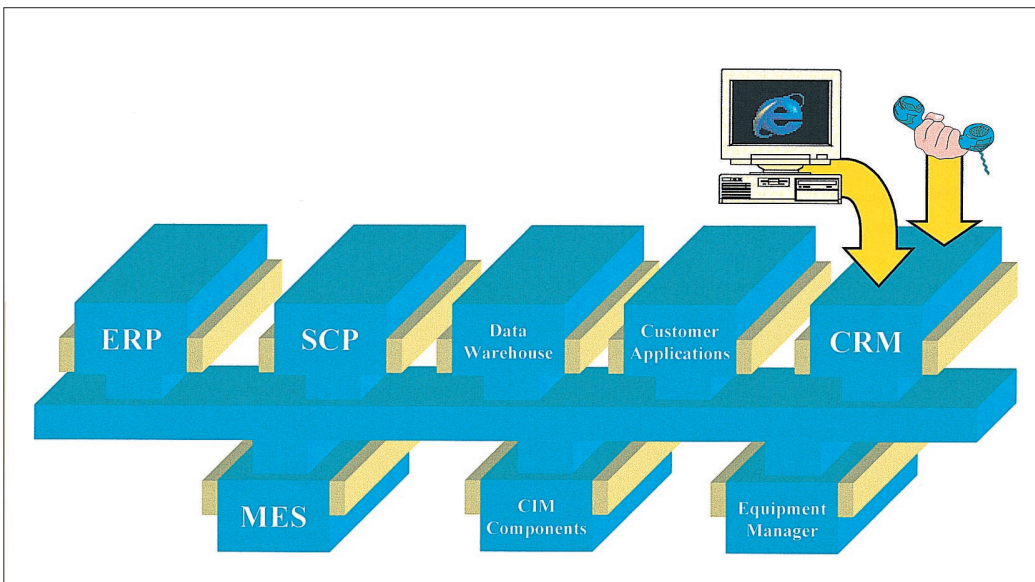 e
ERP
SCP
Data
Warehouse
Customer
Applications
CRM
MES
CIM
Components
Equipment
Manager